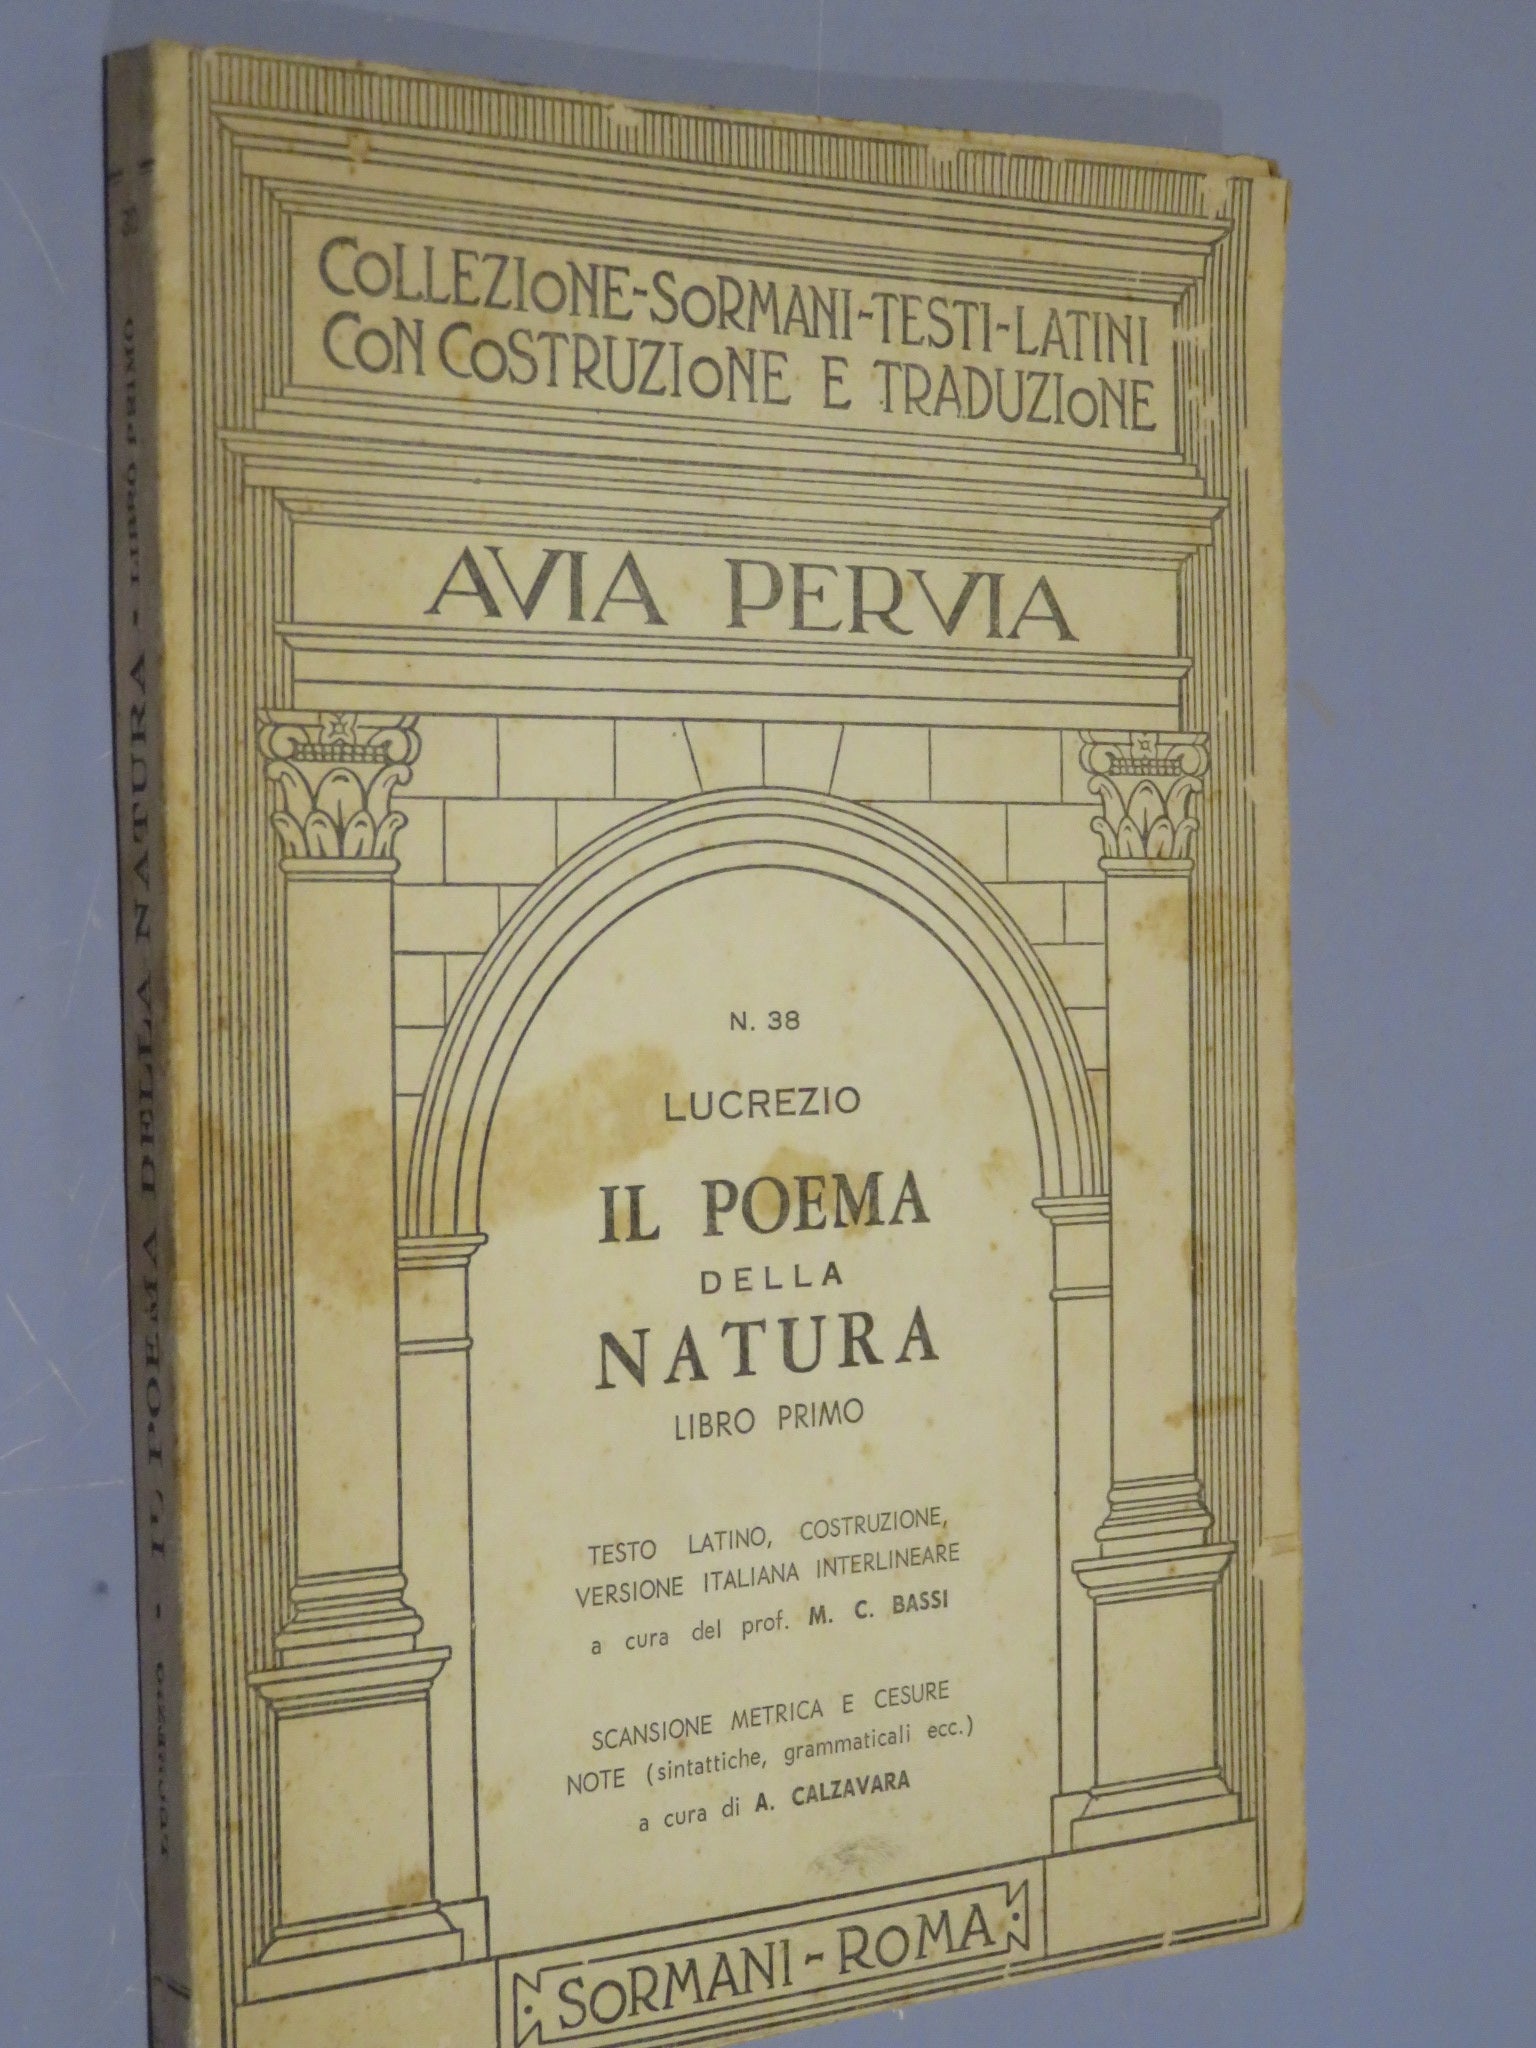 COLLEZIONE-SORMANI-TESTI-LATINI
CON COSTRUZIONE E TRADUZIONE
AVIA PERVIA
N. 38
LUCREZIO
IL POEMA
DELLA
NATURA
LIBRO PRIMO
TESTO LATINO, COSTRUZIONE,
VERSIONE ITALIANA INTERLINEARE
a cura del prof. M. C. BASSI
SCANSIONE METRICA E CESURE
NOTE (sintattiche, grammaticali ecc.)
a cura di A. CALZAVARA
SORMANI-ROMA
LUCREZIO - IL POEMA DELLA NATURA - LIBRO PRIMO 38